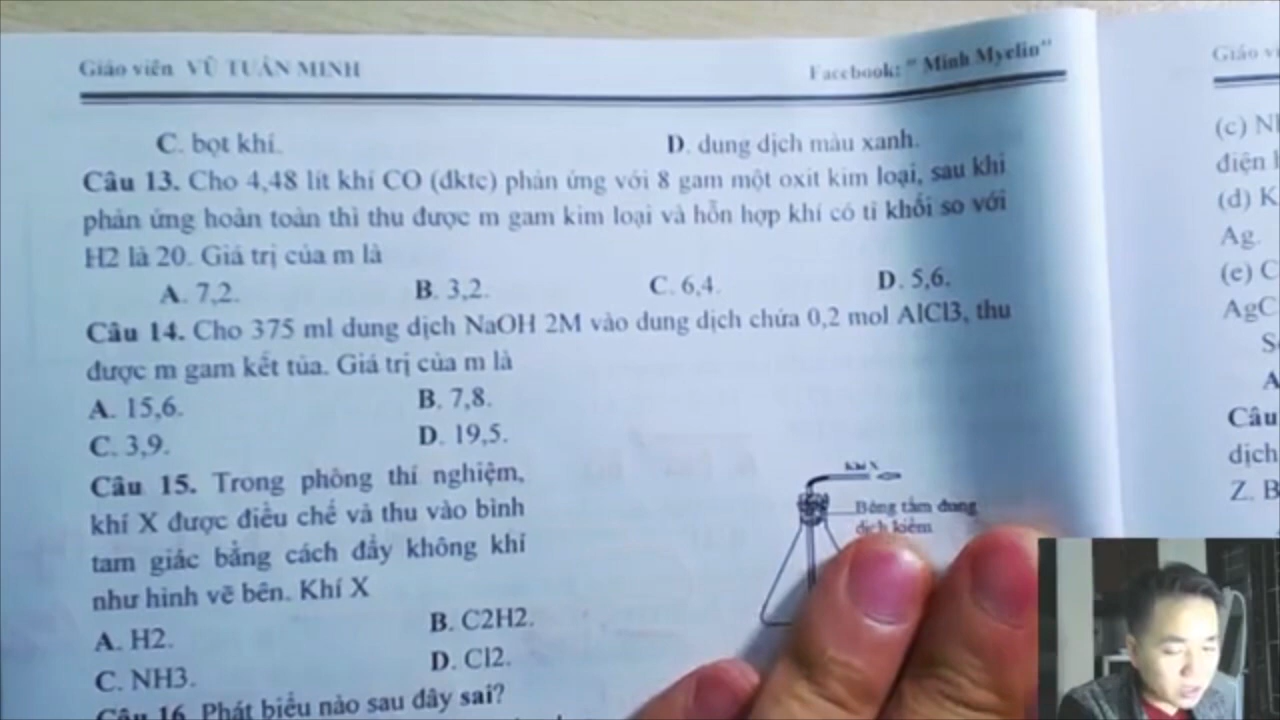 Giáo viên VŨ TUẤN MINH
Facebook: " Minh Myelin"
C. bọt khí.
D. dung dịch màu xanh.
Câu 13. Cho 4,48 lít khí CO (đktc) phản ứng với 8 gam một oxit kim loại, sau khi
phản ứng hoàn toàn thì thu được m gam kim loại và hỗn hợp khí có tỉ khối so với
H2 là 20. Giá trị của m là
A. 7,2. B. 3,2. C. 6,4. D. 5,6.
Câu 14. Cho 375 ml dung dịch NaOH 2M vào dung dịch chứa 0,2 mol AlCl3, thu
được m gam kết tủa. Giá trị của m là
A. 15,6. B. 7,8.
C. 3,9. D. 19,5.
Câu 15. Trong phòng thí nghiệm,
khí X được điều chế và thu vào bình
tam giác bằng cách đẩy không khí
như hình vẽ bên. Khí X
A. H2. B. C2H2.
C. NH3. D. Cl2.
Câu 16. Phát biểu nào sau đây sai?
khí X
Bông tẩm dung
dịch kiềm
Giáo
(c)
điện
(d) K
Ag.
(e) C
AgC
A
Câu
dịch
Z. B